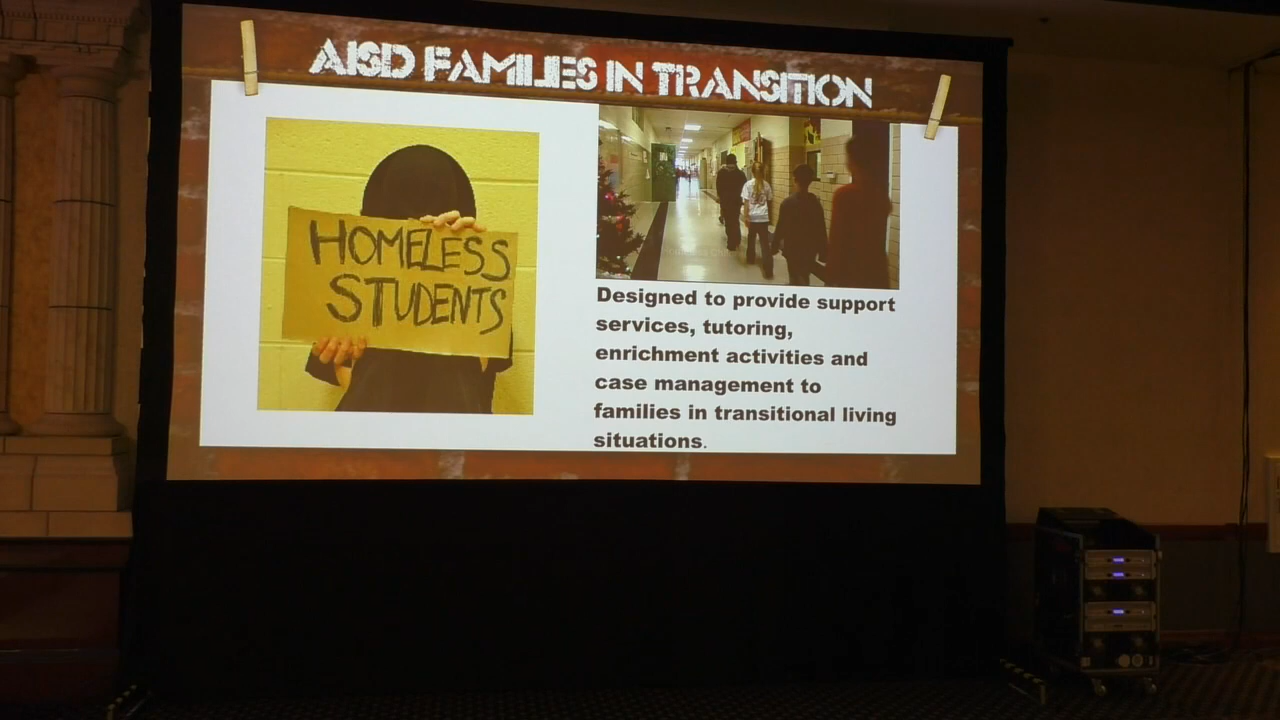 AISD FAMILIES IN TRANSITION
HOMELESS
STUDENTS
Designed to provide support
services, tutoring,
enrichment activities and
case management to
families in transitional living
situations.